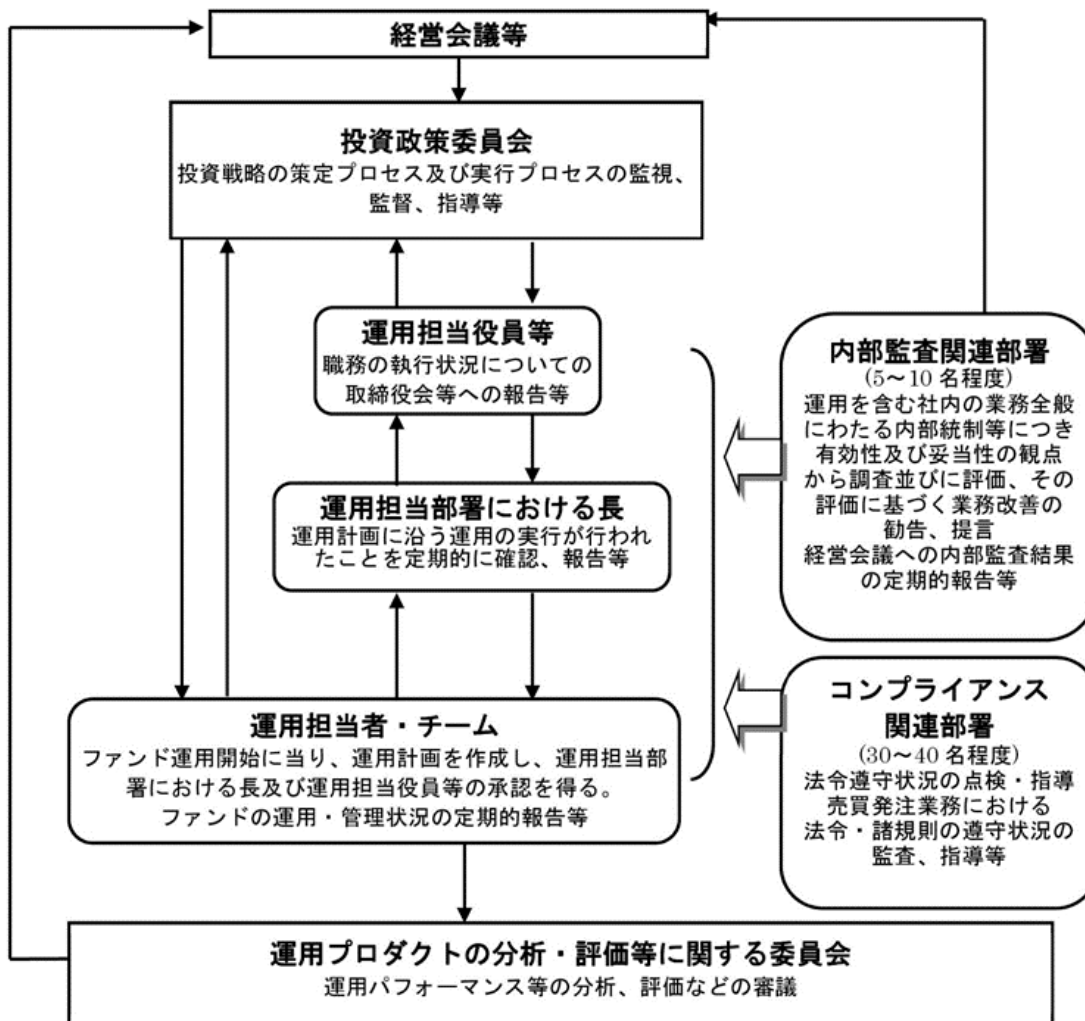 経営会議等
投資政策委員会
投資戦略の策定プロセス及び実行プロセスの監視、
監督、指導等
運用担当役員等
職務の執行状況についての
取締役会等への報告等
運用担当部署における長
運用計画に沿う運用の実行が行われ
たことを定期的に確認、報告等
運用担当者・チーム
ファンド運用開始に当り、運用計画を作成し、運用担当部
署における長及び運用担当役員等の承認を得る。
ファンドの運用・管理状況の定期的報告等
内部監査関連部署
(5~10 名程度)
運用を含む社内の業務全般
にわたる内部統制等につき
有効性及び妥当性の観点
から調査並びに評価、その
評価に基づく業務改善の
勧告、提言
経営会議への内部監査結果
の定期的報告等
コンプライアンス
関連部署
(30~40 名程度)
法令遵守状況の点検・指導
売買発注業務における
法令・諸規則の遵守状況の
監査、指導等
運用プロダクトの分析・評価等に関する委員会
運用パフォーマンス等の分析、評価などの審議